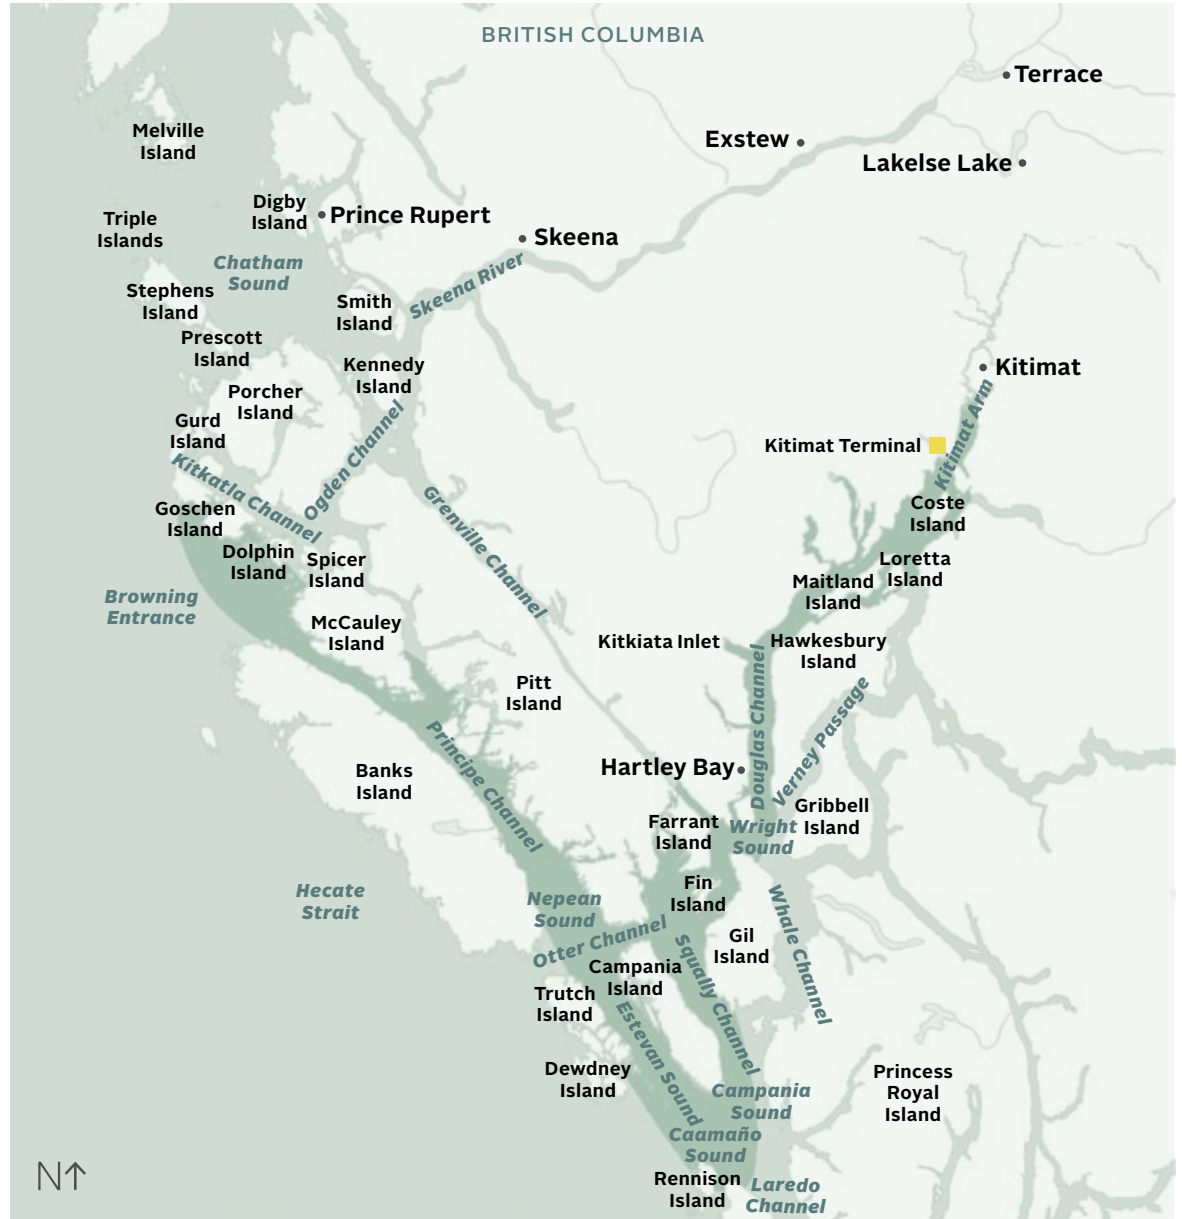 BRITISH COLUMBIA
Terrace
Melville
Island
Exstew
Lakelse Lake
Digby
Island
Prince Rupert
Triple
Islands
Skeena
Chatham
Sound
Skeena River
Stephens
Island
Smith
Island
Prescott
Island
Kennedy
Island
Kitimat
Porcher
Island
Gurd
Island
Kitimat Arm
Kitimat Terminal
Ogden Channel
Kitkatla Channel
Grenville Channel
Goschen
Island
Coste
Island
Dolphin
Island
Spicer
Island
Loretta
Island
Maitland
Island
Browning
Entrance
McCauley
Island
Kitkiata Inlet
Hawkesbury
Island
Pitt
Island
Douglas Channel
Verney Passage
Principe Channel
Banks
Island
Hartley Bay
Gribbell
Island
Farrant
Island
Wright
Sound
Hecate
Strait
Fin
Island
Nepean
Sound
Whale Channel
Otter Channel
Gil
Island
Squally Channel
Campania
Island
Trutch
Island
Estevan Sound
Dewdney
Island
Princess
Royal
Island
Campania
Sound
Caamaño
Sound
Rennison
Island
Laredo
Channel
N↑